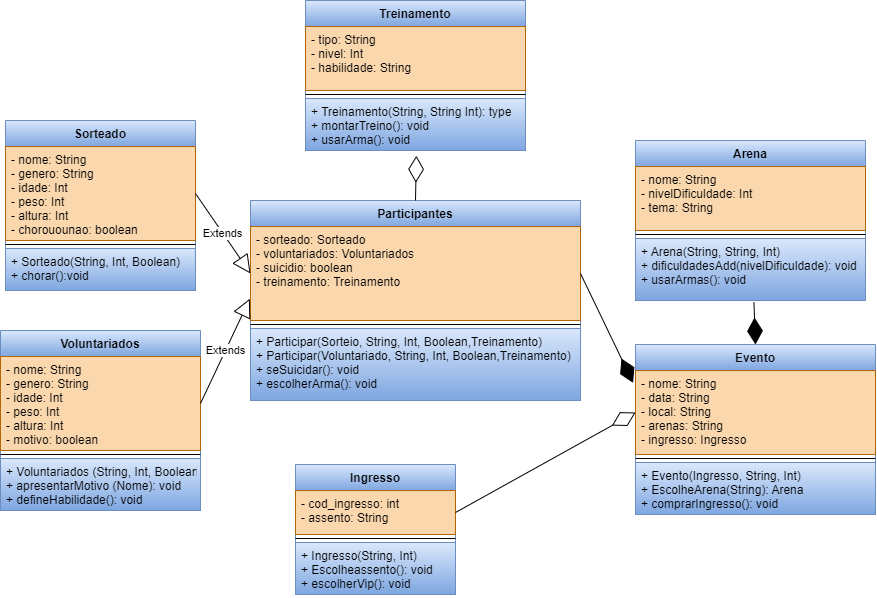 Treinamento
- tipo: String
- nivel: Int
- habilidade: String
+ Treinamento(String, String Int): type
+ montarTreino(): void
+ usarArma(): void
Sorteado
- nome: String
- genero: String
- idade: Int
- peso: Int
- altura: Int
- chorouounao: boolean
+ Sorteado(String, Int, Boolean)
+ chorar():void
Extends
Participantes
- sorteado: Sorteado
- voluntariados: Voluntariados
- suicidio: boolean
- treinamento: Treinamento
+ Participar(Sorteio, String, Int, Boolean,Treinamento)
+ Participar(Voluntariado, String, Int, Boolean,Treinamento)
+ seSuicidar(): void
+ escolherArma(): void
Arena
- nome: String
- nivelDificuldade: Int
- tema: String
+ Arena(String, String, Int)
+ dificuldadesAdd(nivelDificuldade): void
+ usarArmas(): void
Voluntariados
- nome: String
- genero: String
- idade: Int
- peso: Int
- altura: Int
- motivo: boolean
+ Voluntariados (String, Int, Boolean
+ apresentarMotivo (Nome): void
+ defineHabilidade(): void
Extends
Evento
- nome: String
- data: String
- local: String
- arenas: String
- ingresso: Ingresso
+ Evento(Ingresso, String, Int)
+ EscolheArena(String): Arena
+ comprarIngresso(): void
Ingresso
- cod_ingresso: int
- assento: String
+ Ingresso(String, Int)
+ Escolheassento(): void
+ escolherVip(): void